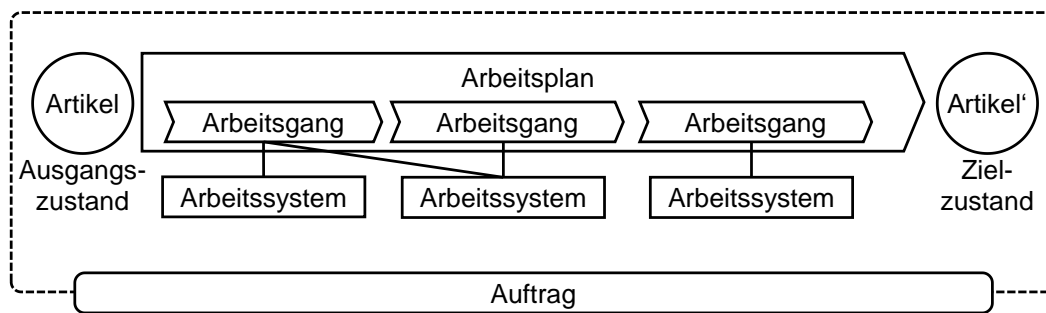 Arbeitsplan
Artikel
Arbeitsgang
Arbeitsgang
Arbeitsgang
Artikel‘
Ausgangs-
zustand
Arbeitssystem
Arbeitssystem
Arbeitssystem
Ziel-
zustand
Auftrag